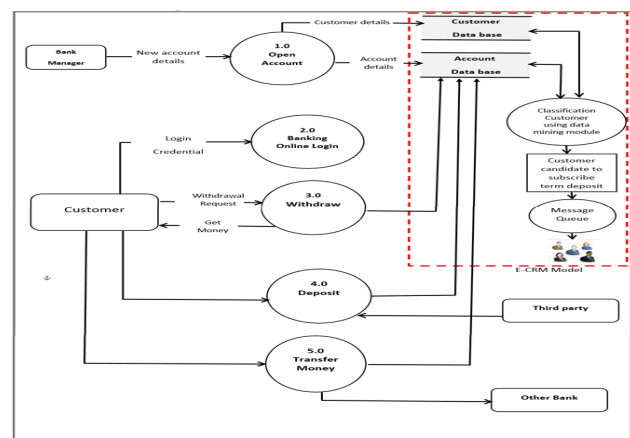 Customer details
Customer
Data base
Bank
Manager
New account
details
1.0
Open
Account
Account
details
Account
Data base
Classification
Customer
using data
mining module
Login
Credential
2.0
Banking
Online Login
Customer
candidate to
subscribe
term deposit
Customer
Withdrawal
Request
Get
Money
3.0
Withdraw
Message
Queue
E-CRM Model
4.0
Deposit
Third party
5.0
Transfer
Money
Other Bank